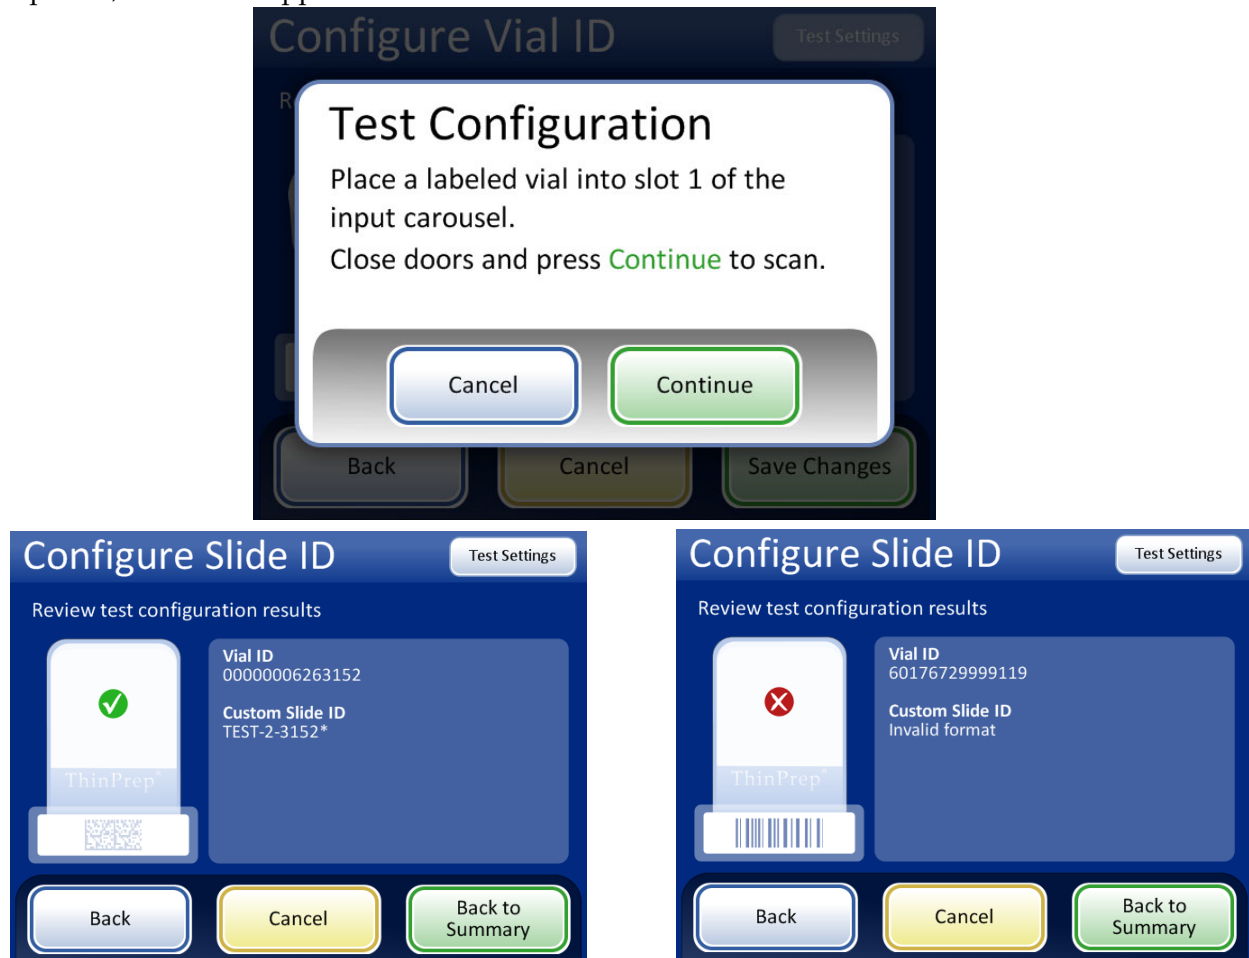 Configure Vial ID
Test Settings
Test Configuration
Place a labeled vial into slot 1 of the
input carousel.
Close doors and press Continue to scan.
Cancel
Continue
Back
Cancel
Save Changes
Configure Slide ID
Test Settings
Review test configuration results
Vial ID
00000006263152
Custom Slide ID
TEST-2-3152*
ThinPrep®
Back
Cancel
Back to
Summary
Configure Slide ID
Test Settings
Review test configuration results
Vial ID
60176729999119
Custom Slide ID
Invalid format
ThinPrep®
Back
Cancel
Back to
Summary